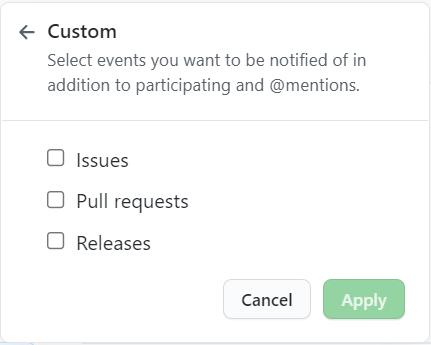 Custom
Select events you want to be notified of in
addition to participating and @mentions.
Issues
Pull requests
Releases
Cancel
Apply